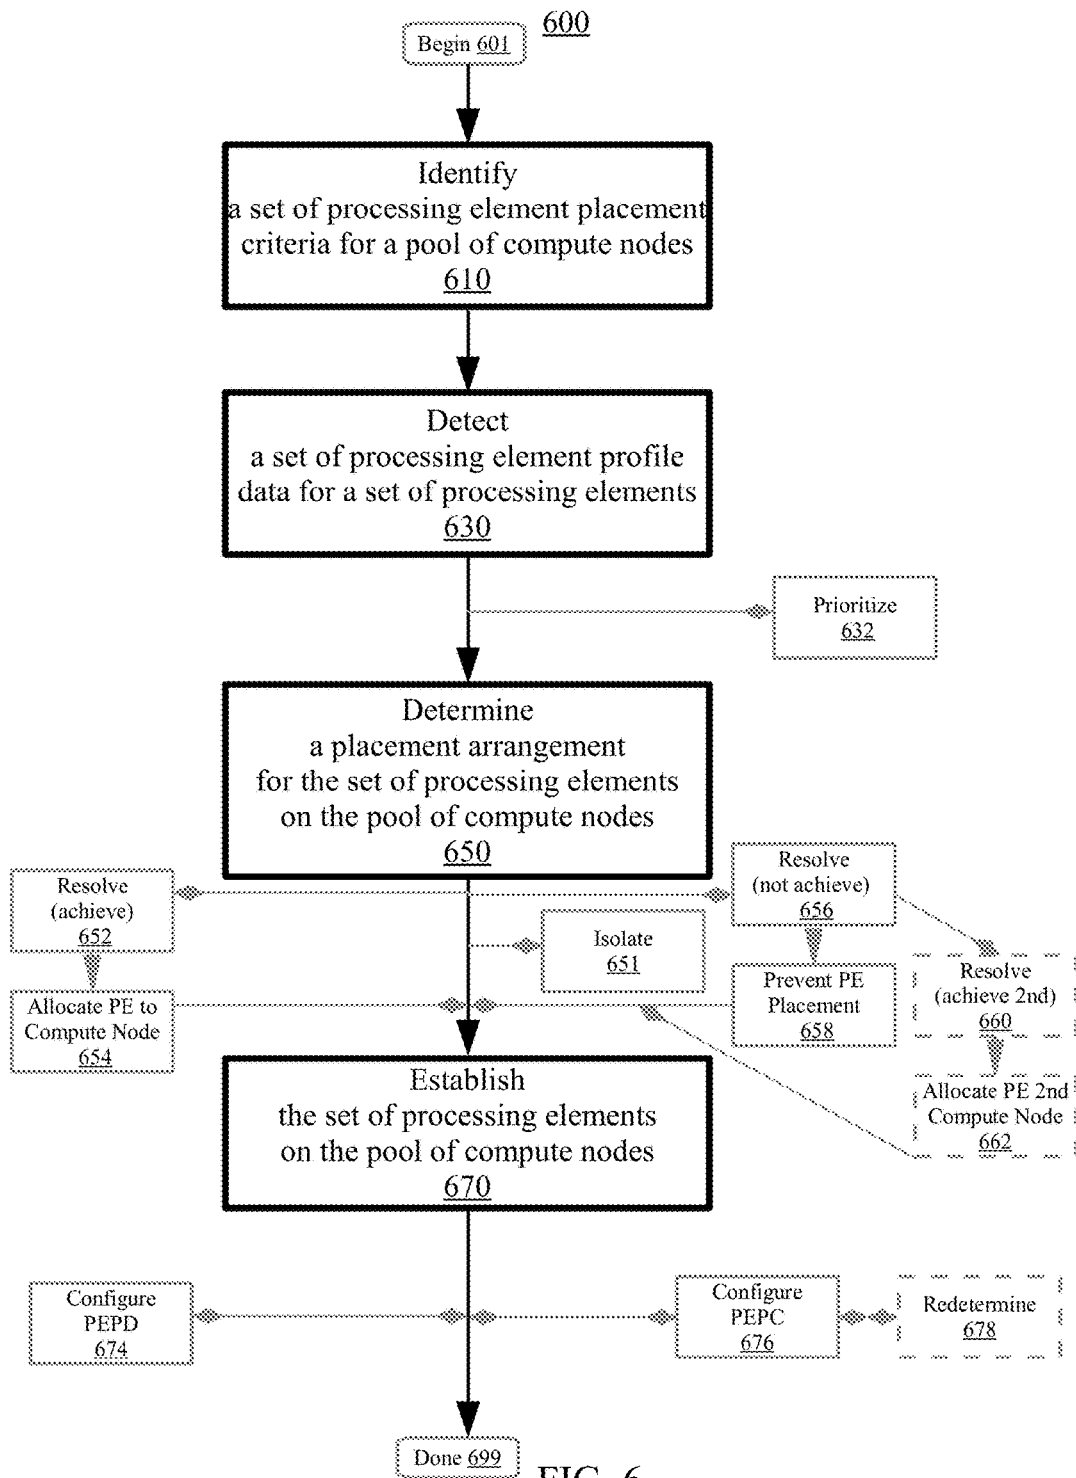 600
Begin 601
Identify
a set of processing element placement
criteria for a pool of compute nodes
610
Detect
a set of processing element profile
data for a set of processing elements
630
Prioritize
632
Determine
a placement arrangement
for the set of processing elements
on the pool of compute nodes
650
Resolve
(achieve)
652
Resolve
(not achieve)
656
Isolate
651
Allocate PE to
Compute Node
654
Prevent PE
Placement
658
Resolve
(achieve 2nd)
660
Allocate PE 2nd
Compute Node
662
Establish
the set of processing elements
on the pool of compute nodes
670
Configure
PEPD
674
Configure
PEPC
676
Redetermine
678
Done 699
FIG. 6